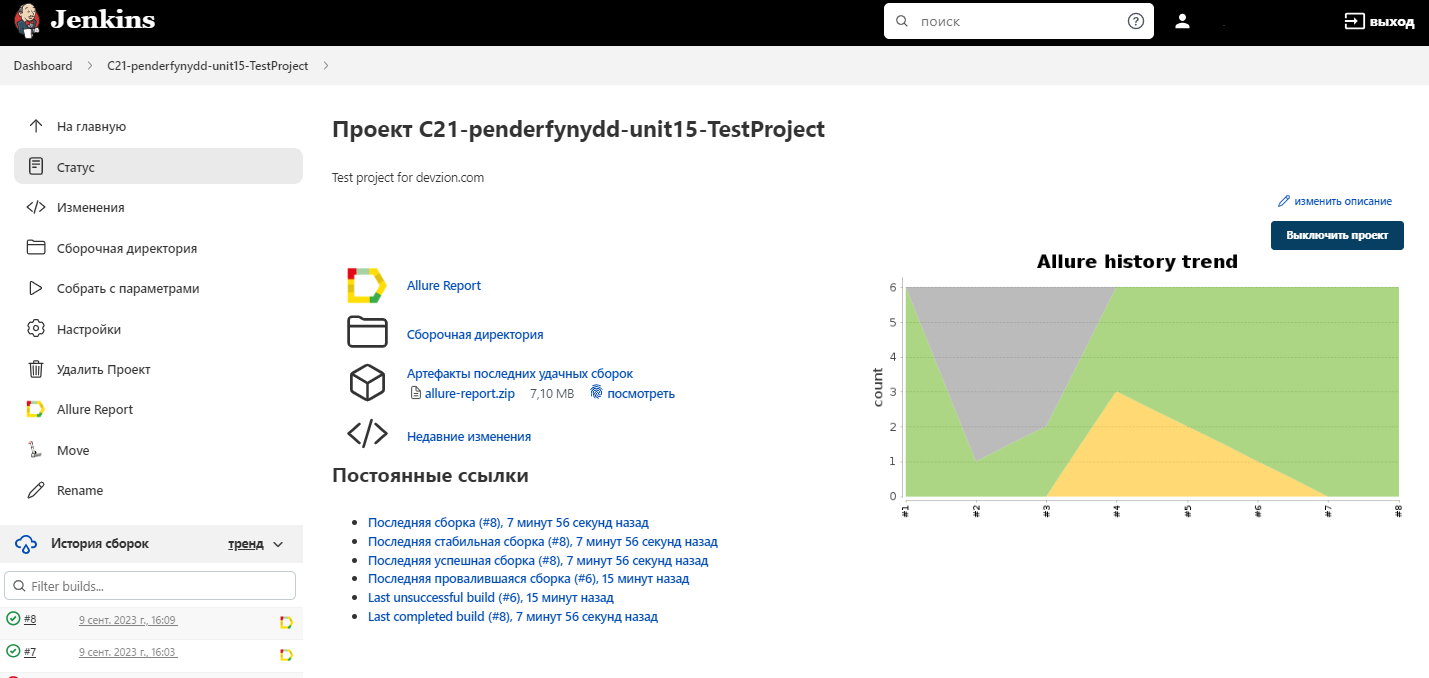 Jenkins
поиск
выход
Dashboard
C21-penderfynydd-unit15-TestProject
На главную
Статус
Изменения
Сборочная директория
Собрать с параметрами
Настройки
Удалить Проект
Allure Report
Move
Rename
История сборок
тренд
Filter builds...
#8
9 сент. 2023 г., 16:09
#7
9 сент. 2023 г., 16:03
Проект C21-penderfynydd-unit15-TestProject
Test project for devzion.com
изменить описание
Выключить проект
Allure Report
Сборочная директория
Артефакты последних удачных сборок
allure-report.zip 7,10 MB посмотреть
Недавние изменения
Постоянные ссылки
Последняя сборка (#8), 7 минут 56 секунд назад
Последняя стабильная сборка (#8), 7 минут 56 секунд назад
Последняя успешная сборка (#8), 7 минут 56 секунд назад
Последняя провалившаяся сборка (#6), 15 минут назад
Last unsuccessful build (#6), 15 минут назад
Last completed build (#8), 7 минут 56 секунд назад
Allure history trend
count
6
5
4
3
2
1
0
#1
#2
#3
#4
#5
#6
#7
#8